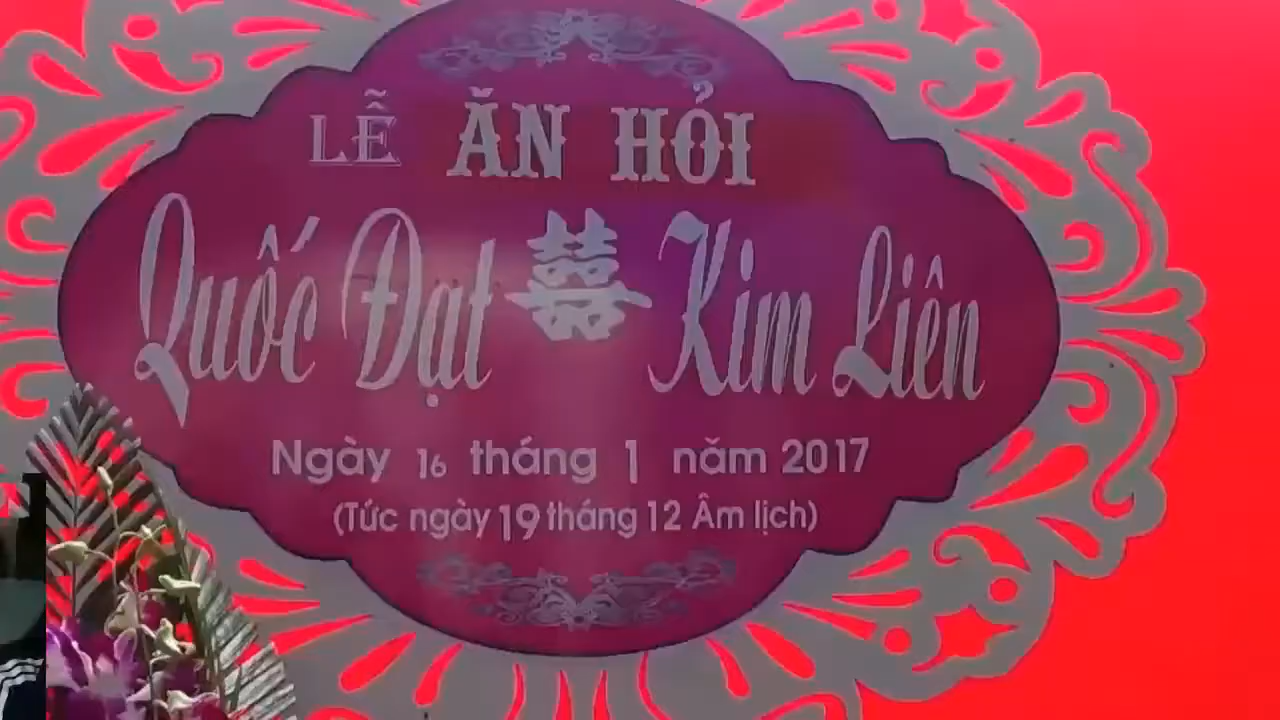 LỄ ĂN HỎI
Quốc Đạt 囍 Kim Liên
Ngày 16 tháng 1 năm 2017
(Tức ngày 19 tháng 12 Âm lịch)